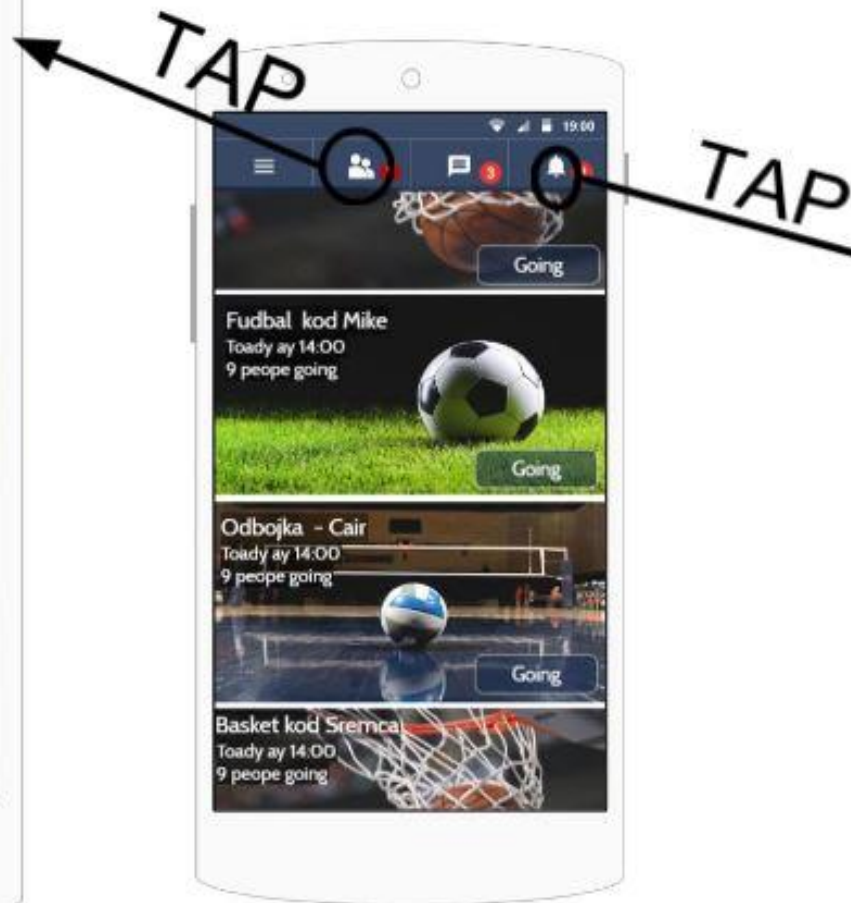 TAP
TAP
19:00
3
Going
Fudbal kod Mike
Toady ay 14:00
9 peope going
Going
Odbojka - Cair
Toady ay 14:00
9 peope going
Going
Basket kod Sremca
Toady ay 14:00
9 peope going